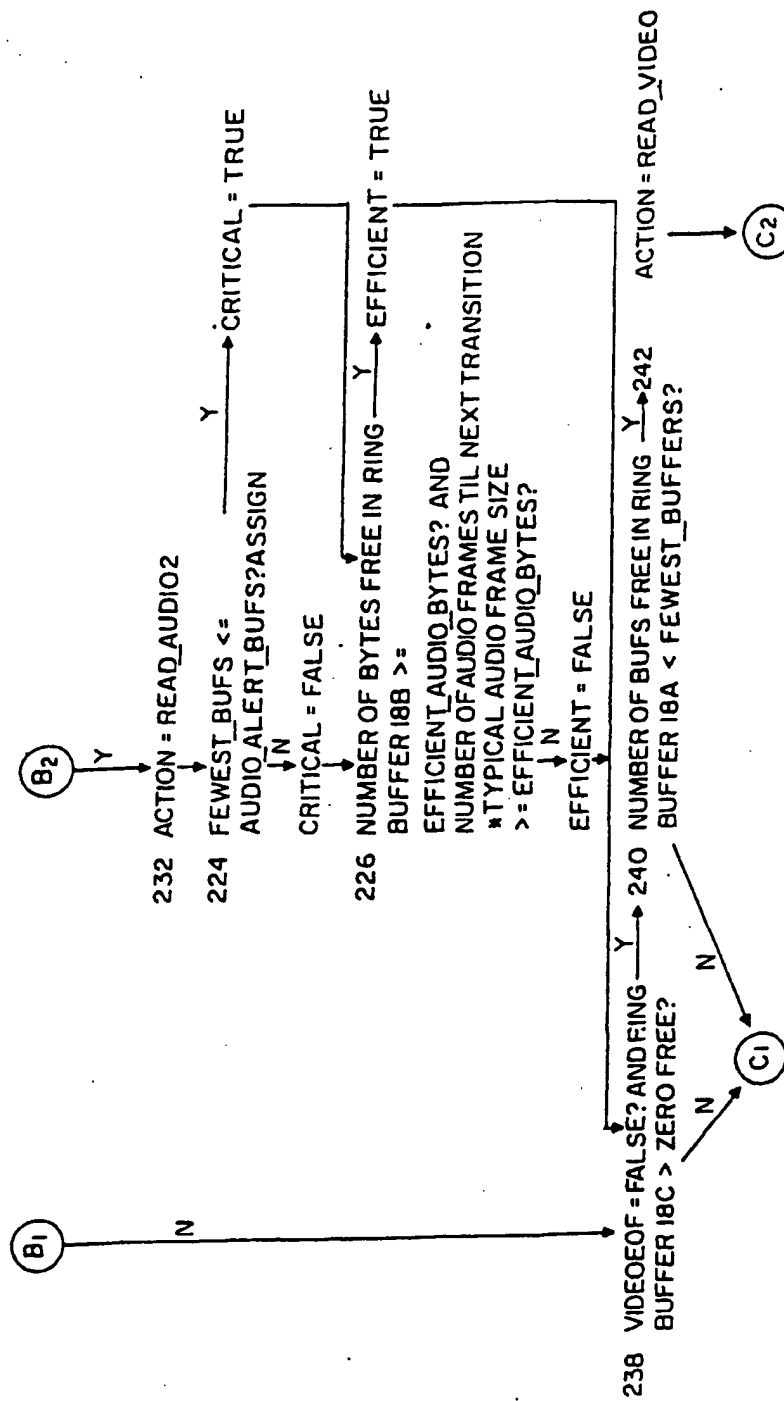 B1
N
B2
Y
232 ACTION = READ_AUDIO2
224 FEWEST_BUFS <=
AUDIO_ALERT_BUFS?ASSIGN
Y
CRITICAL = TRUE
N
CRITICAL = FALSE
226 NUMBER OF BYTES FREE IN RING
BUFFER 18B >=
Y
EFFICIENT = TRUE
EFFICIENT_AUDIO_BYTES? AND
NUMBER OF AUDIO FRAMES TIL NEXT TRANSITION
*TYPICAL AUDIO FRAME SIZE
>= EFFICIENT_AUDIO_BYTES?
N
EFFICIENT = FALSE
238 VIDEOEOF = FALSE? AND RING
BUFFER 18C > ZERO FREE?
Y
N
240 NUMBER OF BUFS FREE IN RING
BUFFER 18A < FEWEST_BUFFERS?
Y
242
N
ACTION = READ_VIDEO
C1
C2